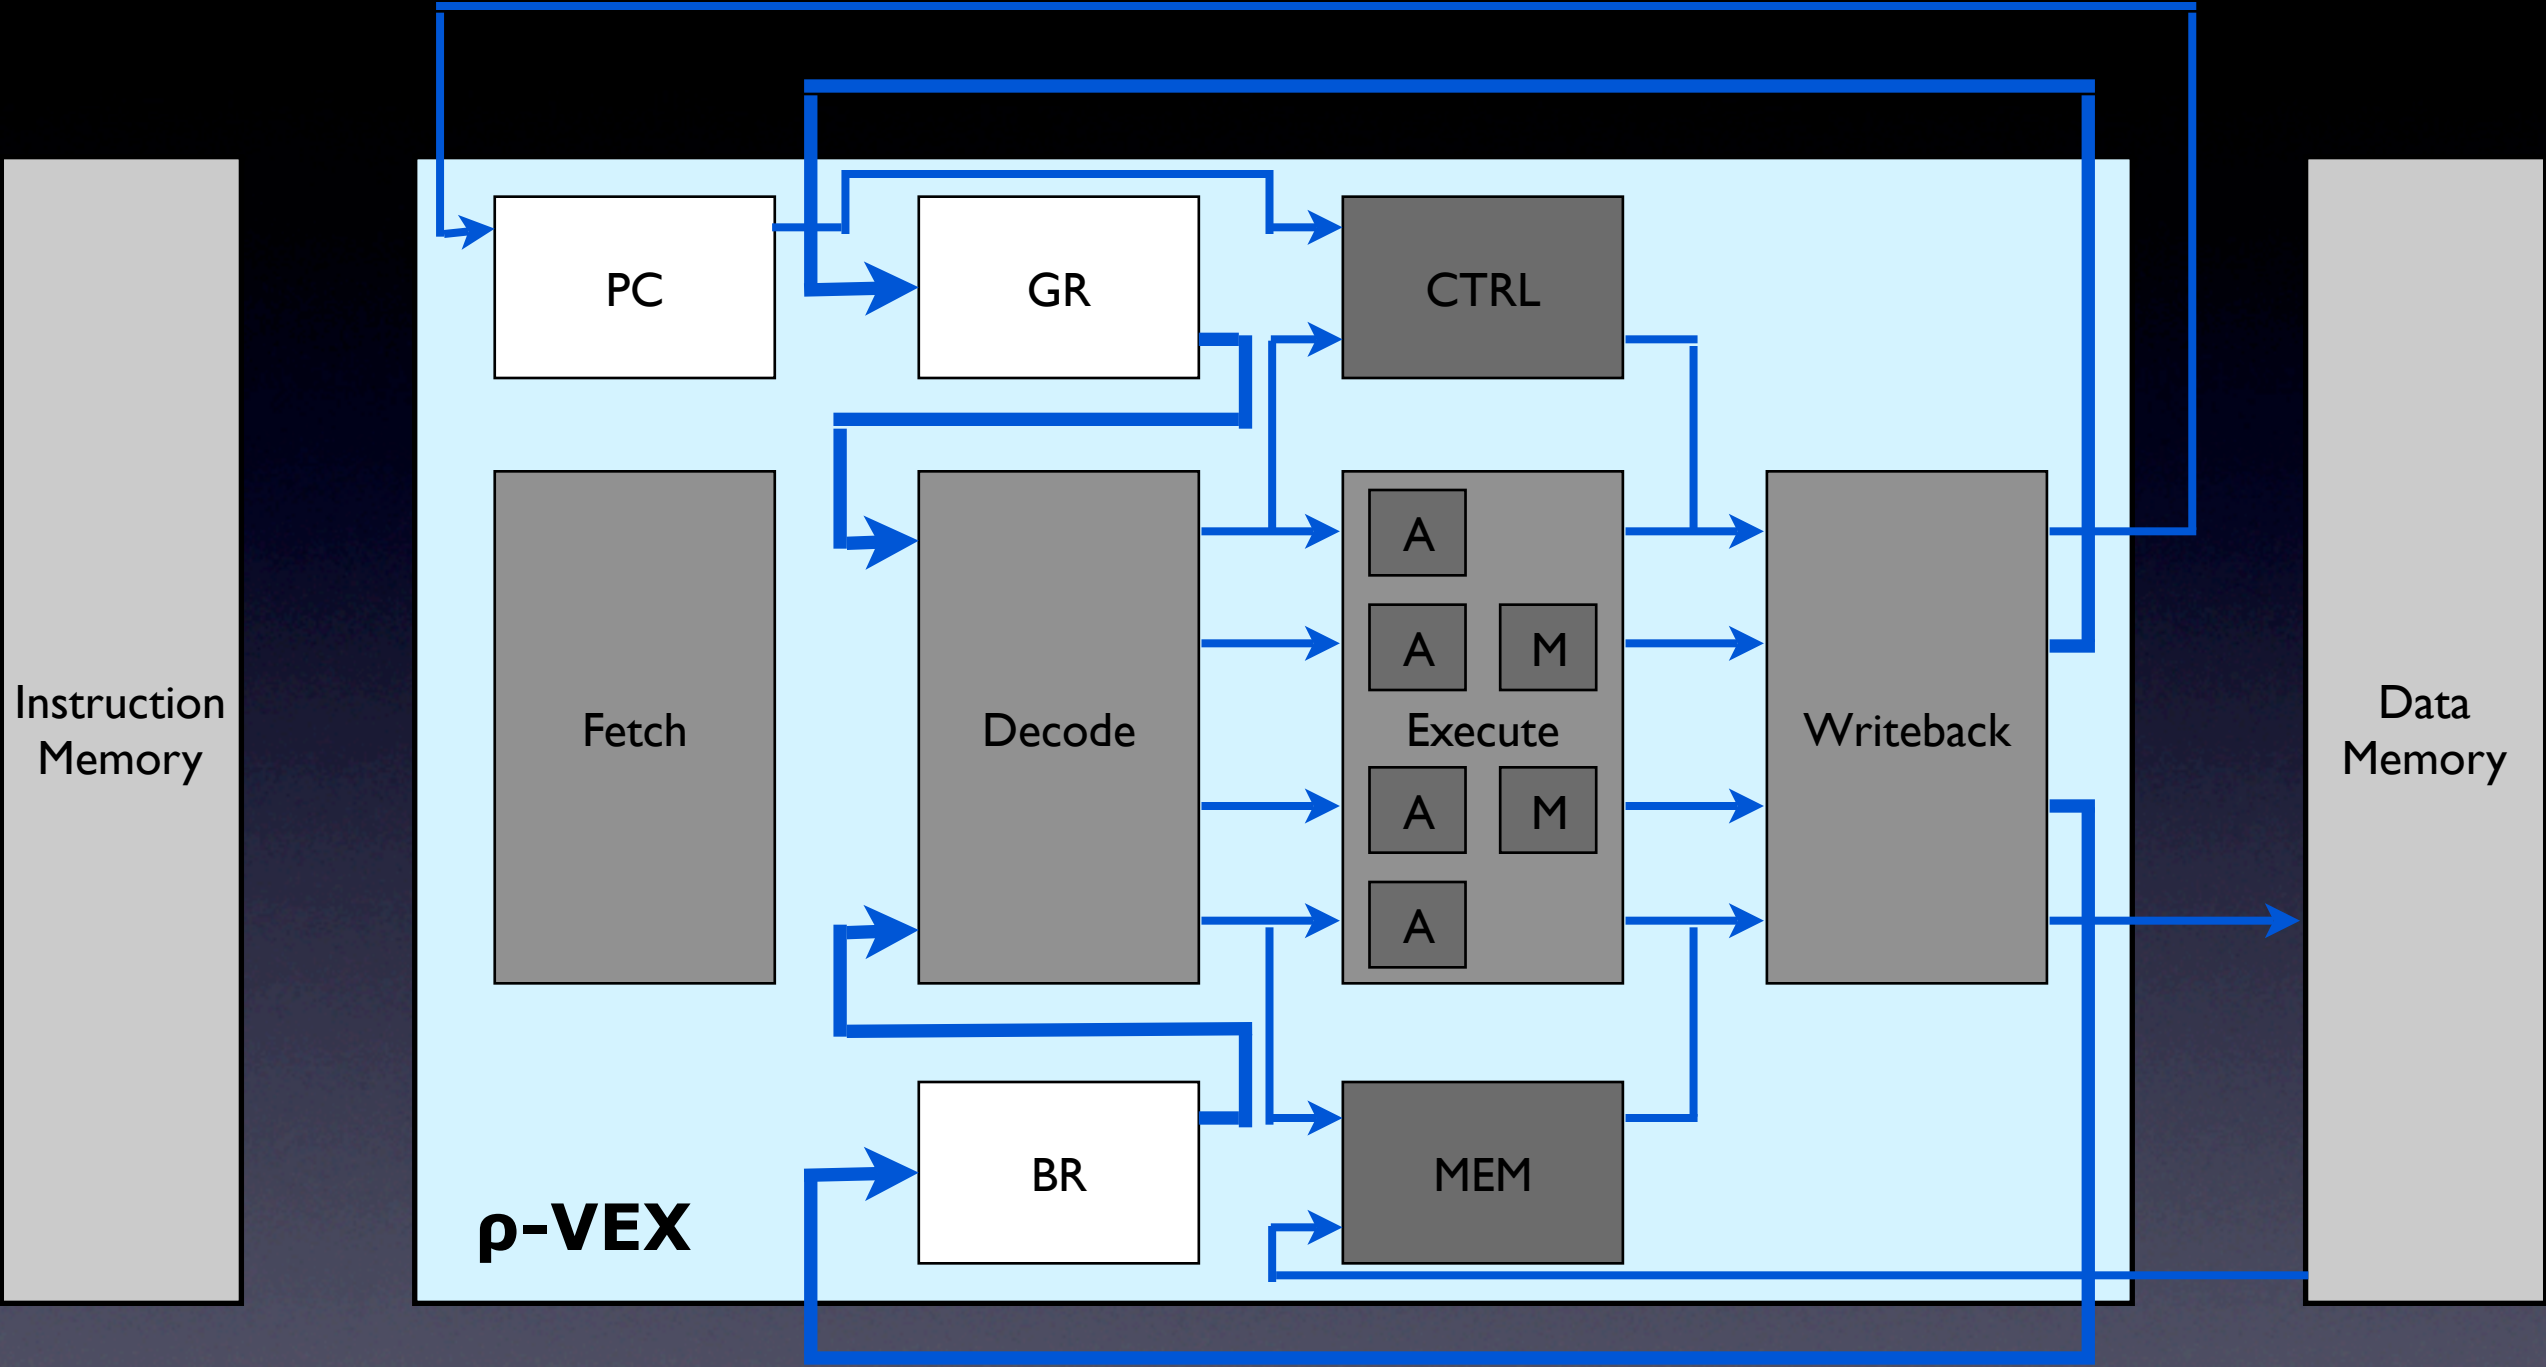 PC
GR
CTRL
Instruction
Memory
Fetch
Decode
A
A M
Execute
A M
A
Writeback
Data
Memory
BR
MEM
ρ-VEX